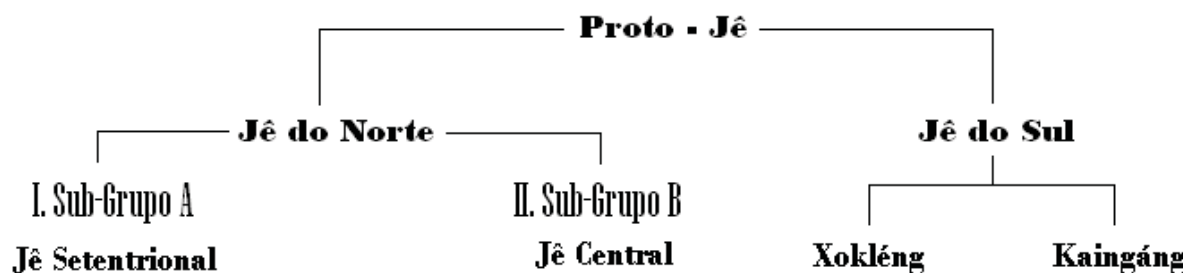 Proto - Jê
Jê do Norte
Jê do Sul
I. Sub-Grupo A
II. Sub-Grupo B
Jê Setentrional
Jê Central
Xokléng
Kaingáng